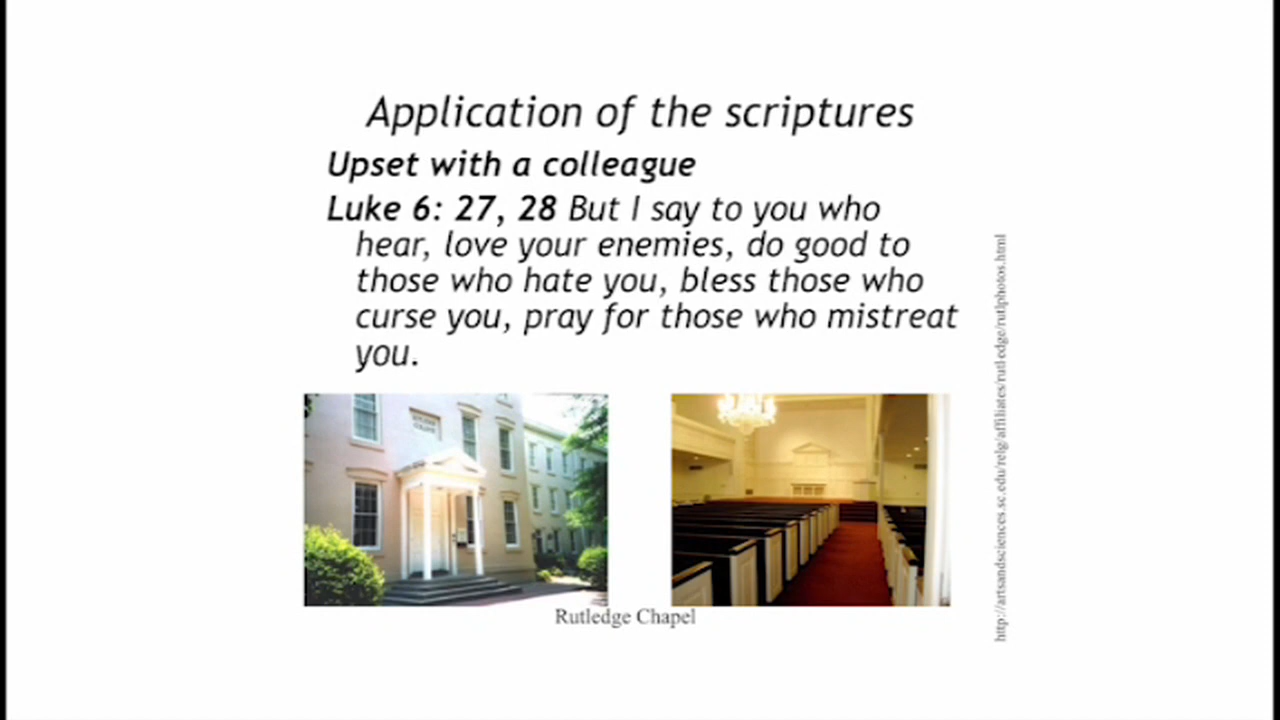 Application of the scriptures
Upset with a colleague
Luke 6: 27, 28 But I say to you who
hear, love your enemies, do good to
those who hate you, bless those who
curse you, pray for those who mistreat
you.
Rutledge Chapel
http://artsandsciences.sc.edu/relg/affiliates/rutledge/rutlphotos.html